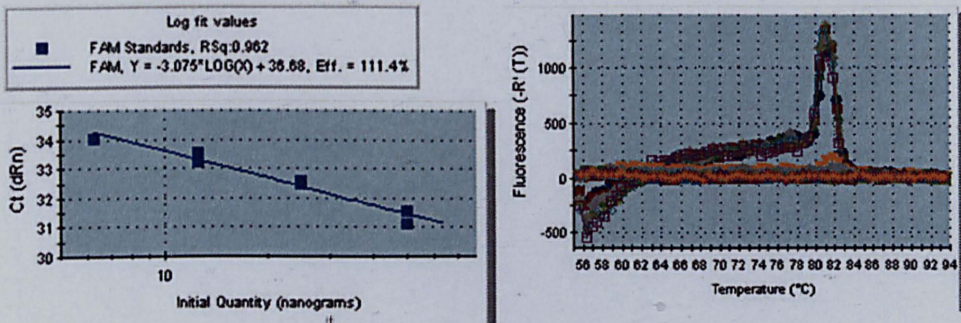 Log fit values
FAM Standards, RSq:0.962
FAM, Y = -3.075*LOG(X) + 36.68, Eff. = 111.4%
35
34
33
32
31
30
Ct (dRn)
10
Initial Quantity (nanograms)
1000
500
0
-500
Fluorescence (-R' (T))
56 58 60 62 64 66 68 70 72 74 76 78 80 82 84 86 88 90 92 94
Temperature (°C)